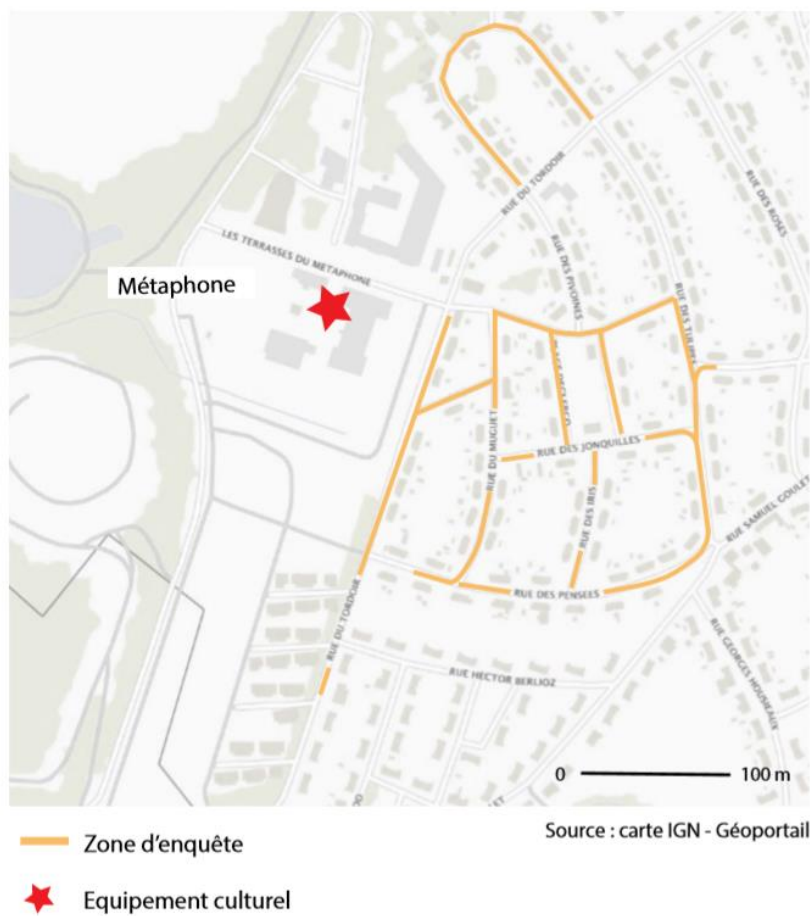 RUE DU TORDOIR
RUE DES ROSES
LES TERRASSES DU METAPHONE
Métaphone
RUE DES PIVOINES
RUE DES TULIPES
RUE DU MUGUET
RUE DES JONQUILLES
RUE DES IRIS
RUE SAMUEL GOULET
RUE DES PENSEES
RUE DU TORDOIR
RUE HECTOR BERLIOZ
RUE GEORGES HOUSIEAUX
0 100 m
Zone d'enquête
Source : carte IGN - Géoportail
Equipement culturel